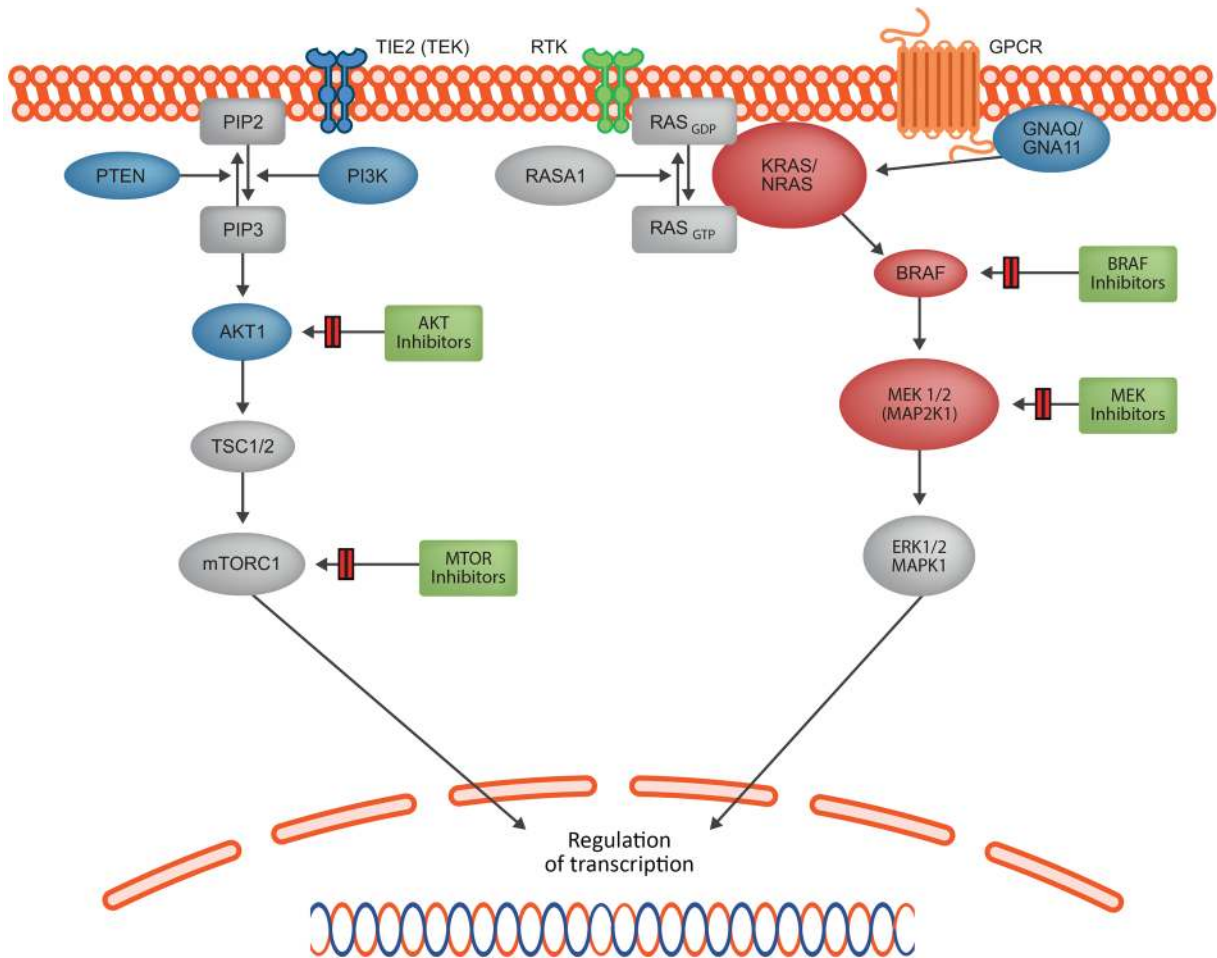 TIE2 (TEK)
RTK
GPCR
PIP2
RAS GDP
GNAQ/
GNA11
PTEN
PI3K
RASA1
KRAS/
NRAS
PIP3
RAS GTP
BRAF
BRAF
Inhibitors
AKT1
AKT
Inhibitors
MEK 1/2
(MAP2K1)
MEK
Inhibitors
TSC1/2
mTORC1
MTOR
Inhibitors
ERK1/2
MAPK1
Regulation
of transcription